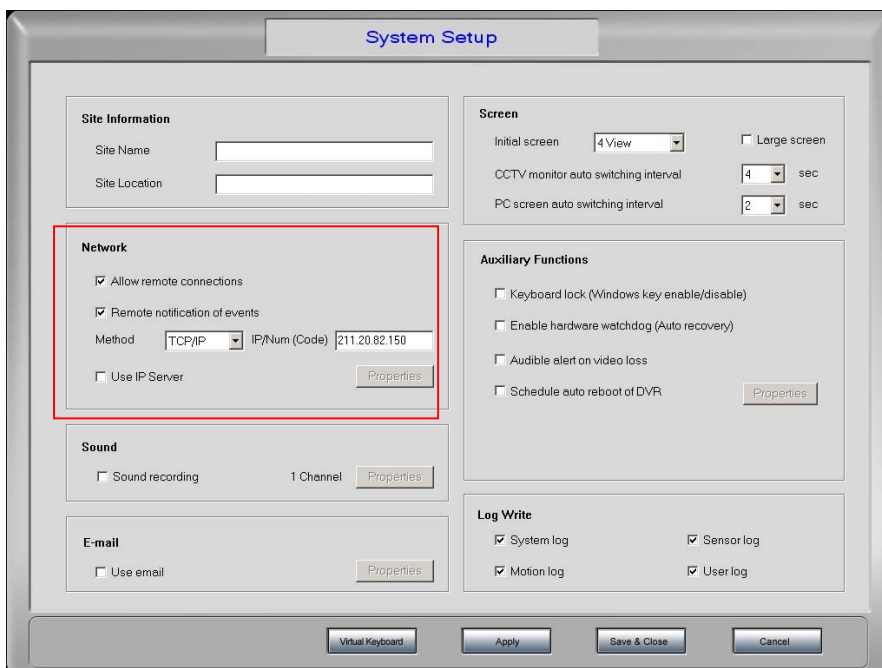 System Setup
Site Information
Site Name
Site Location
Network
Allow remote connections
Remote notification of events
Method TCP/IP IP/Num (Code) 211.20.82.150
Use IP Server Properties
Sound
Sound recording 1 Channel Properties
E-mail
Use email Properties
Screen
Initial screen 4 View Large screen
CCTV monitor auto switching interval 4 sec
PC screen auto switching interval 2 sec
Auxiliary Functions
Keyboard lock (Windows key enable/disable)
Enable hardware watchdog (Auto recovery)
Audible alert on video loss
Schedule auto reboot of DVR Properties
Log Write
System log Sensor log
Motion log User log
Virtual Keyboard Apply Save & Close Cancel